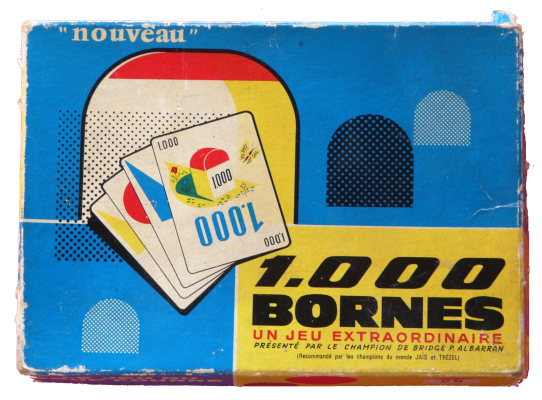 "nouveau"
1.000
1000
1.000
1.000
1.000
BORNES
UN JEU EXTRAORDINAIRE
PRÉSENTÉ PAR LE CHAMPION DE BRIDGE P. ALBARRAN
(Recommandé par les champions du monde JAÏS et TRÉZEL)